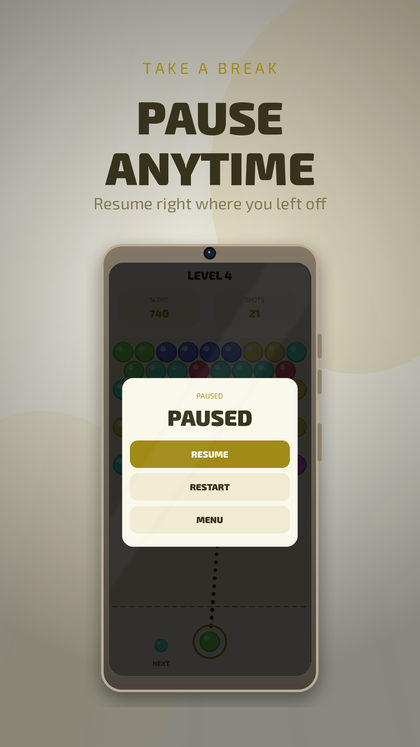 TAKE A BREAK
PAUSE
ANYTIME
Resume right where you left off
LEVEL 4
SCORE
SHOTS
740
21
PAUSED
PAUSED
RESUME
RESTART
MENU
NEXT